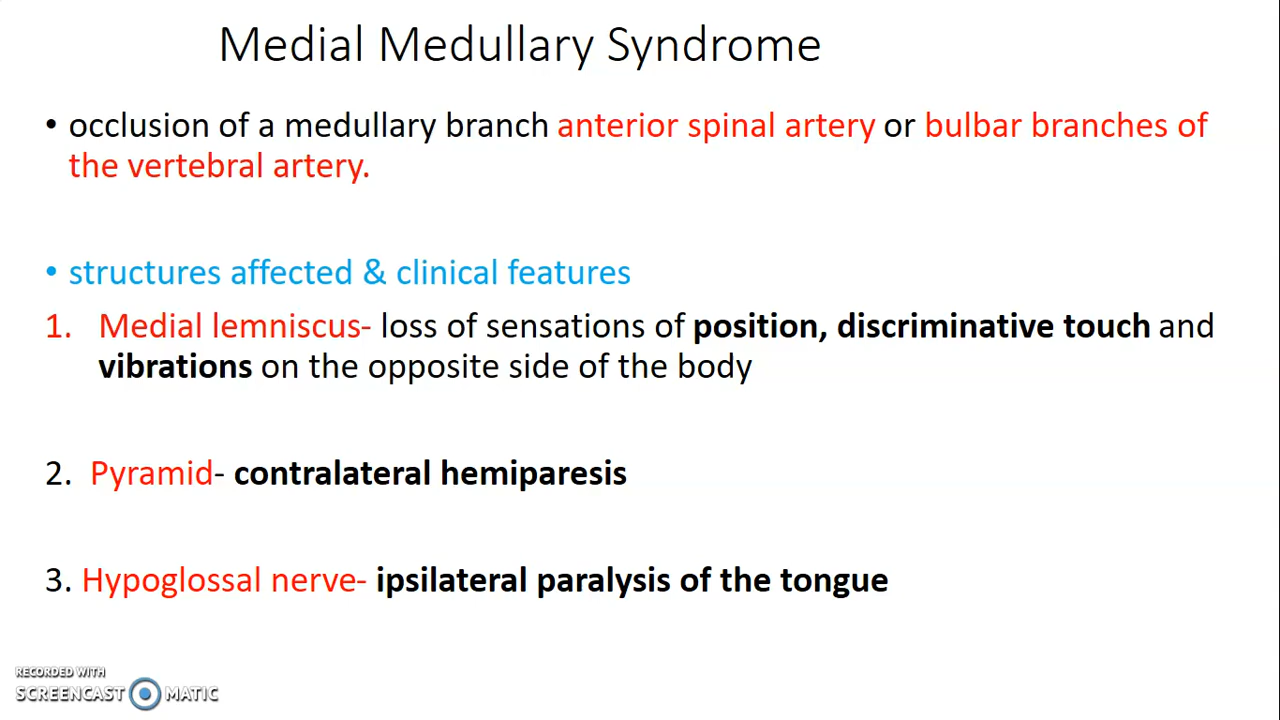 Medial Medullary Syndrome
• occlusion of a medullary branch anterior spinal artery or bulbar branches of
the vertebral artery.
• structures affected & clinical features
1. Medial lemniscus- loss of sensations of position, discriminative touch and
vibrations on the opposite side of the body
2. Pyramid- contralateral hemiparesis
3. Hypoglossal nerve- ipsilateral paralysis of the tongue
RECORDED WITH
SCREENCAST MATIC